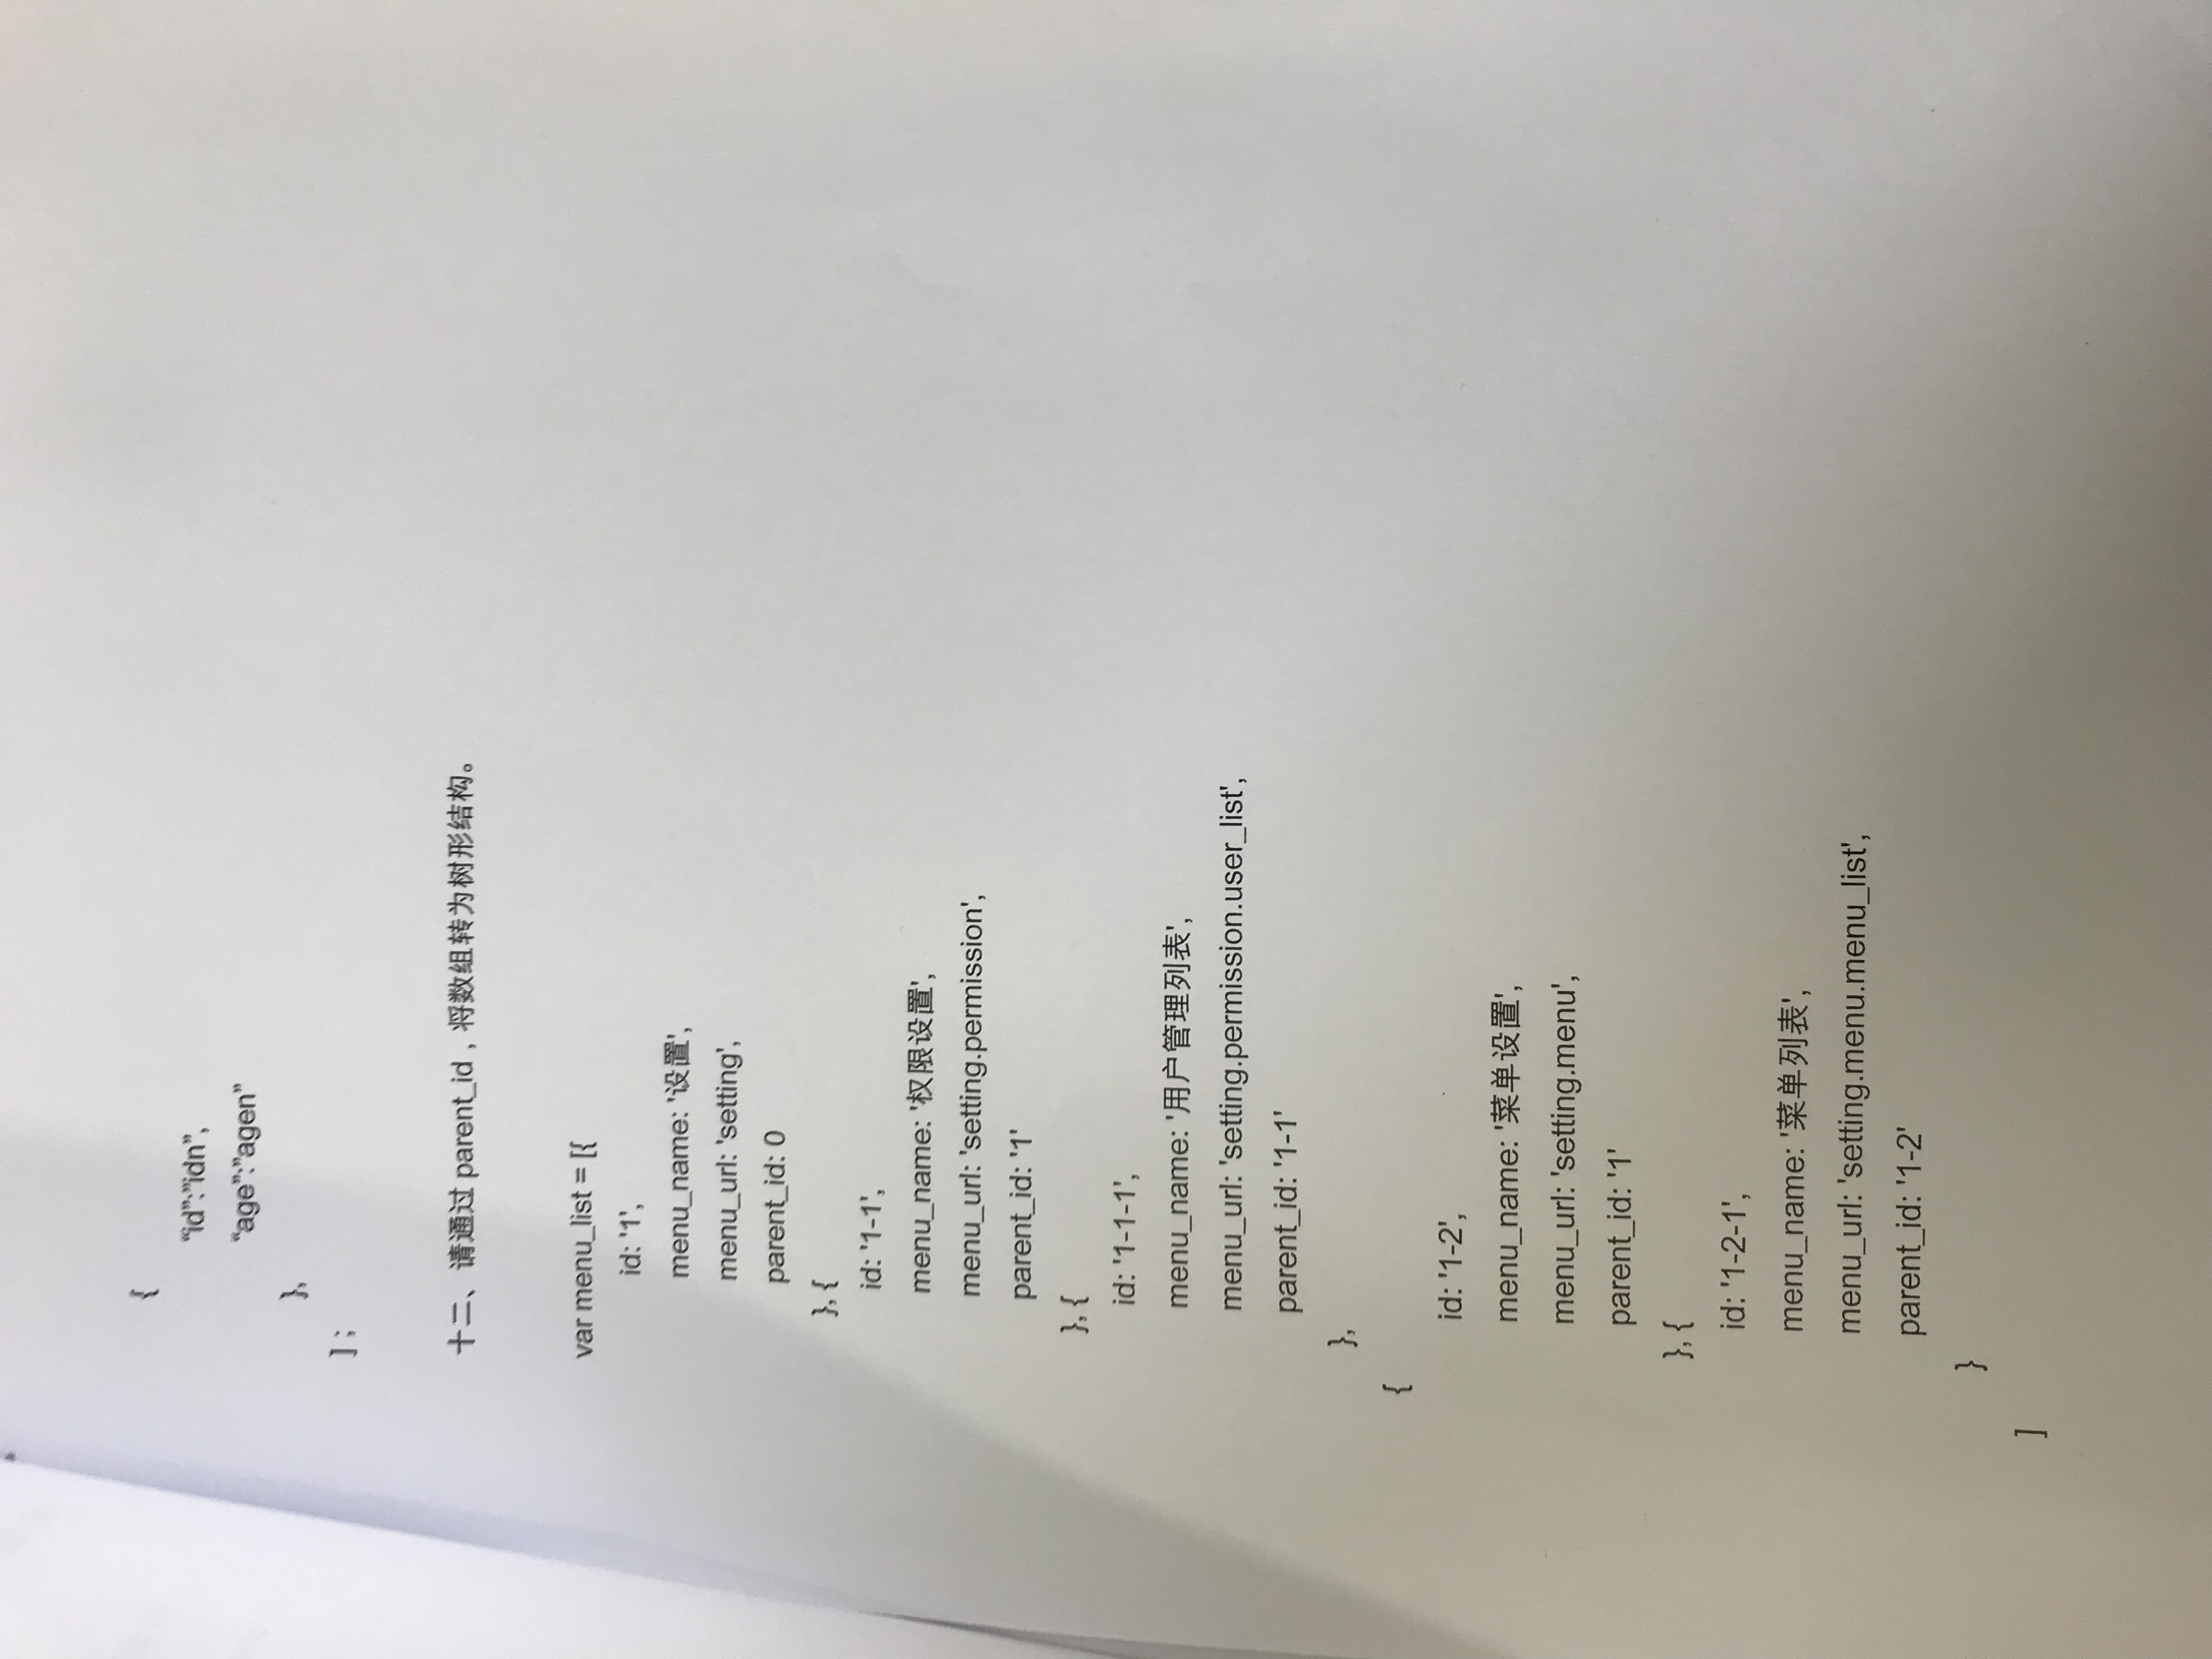 {
“id”:”idn”,
“age”:”agen”
},
] ;
十二、请通过 parent_id，将数组转为树形结构。
var menu_list = [{
id: '1',
menu_name: '设置',
menu_url: 'setting',
parent_id: 0
}, {
id: '1-1',
menu_name: '权限设置',
menu_url: 'setting.permission',
parent_id: '1'
}, {
id: '1-1-1',
menu_name: '用户管理列表',
menu_url: 'setting.permission.user_list',
parent_id: '1-1'
},
{
id: '1-2',
menu_name: '菜单设置',
menu_url: 'setting.menu',
parent_id: '1'
}, {
id: '1-2-1',
menu_name: '菜单列表',
menu_url: 'setting.menu.menu_list',
parent_id: '1-2'
}
]